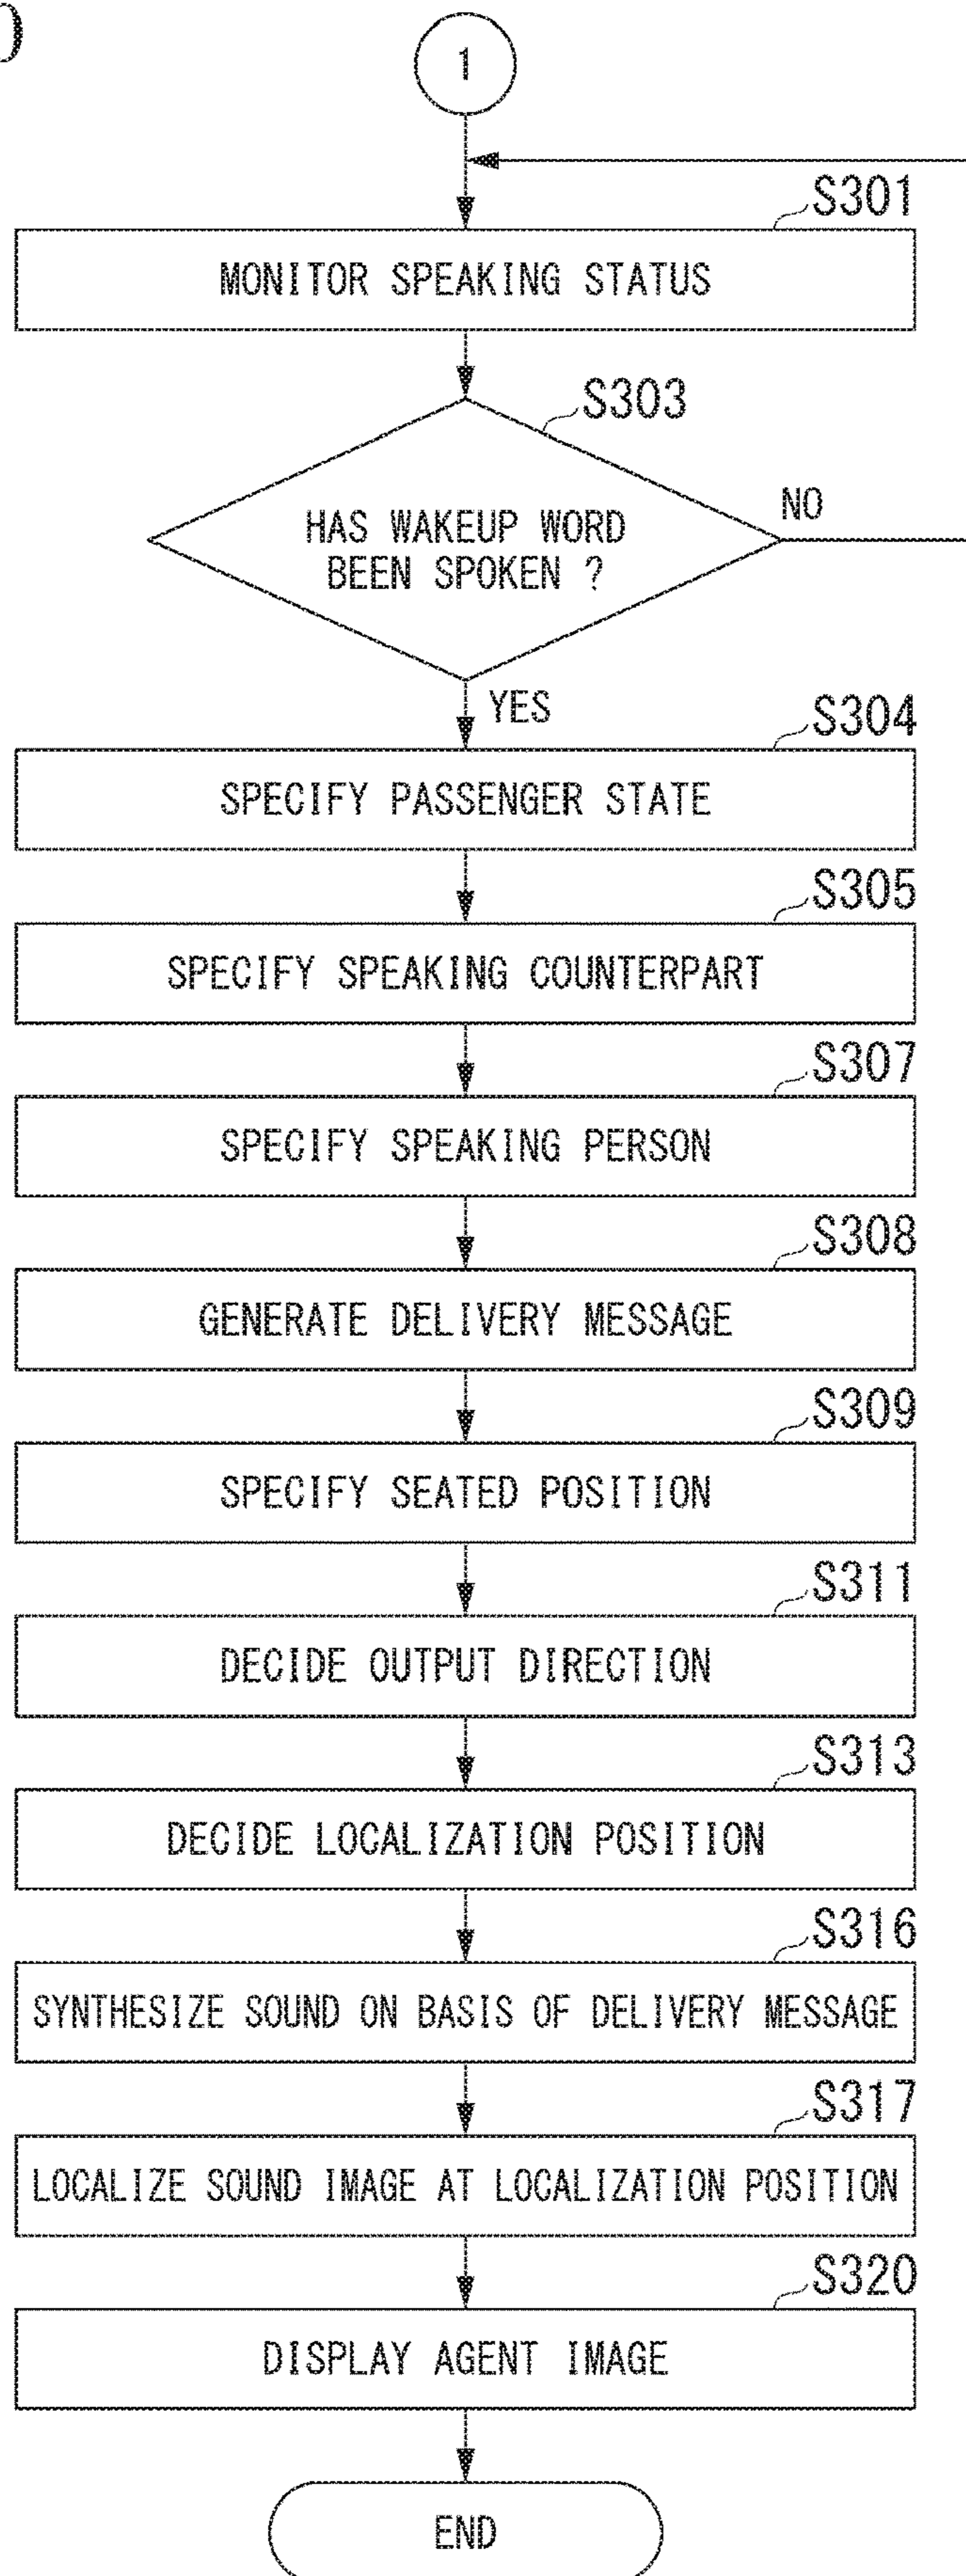 )
1
S301
MONITOR SPEAKING STATUS
S303
HAS WAKEUP WORD
BEEN SPOKEN ?
NO
YES
S304
SPECIFY PASSENGER STATE
S305
SPECIFY SPEAKING COUNTERPART
S307
SPECIFY SPEAKING PERSON
S308
GENERATE DELIVERY MESSAGE
S309
SPECIFY SEATED POSITION
S311
DECIDE OUTPUT DIRECTION
S313
DECIDE LOCALIZATION POSITION
S316
SYNTHESIZE SOUND ON BASIS OF DELIVERY MESSAGE
S317
LOCALIZE SOUND IMAGE AT LOCALIZATION POSITION
S320
DISPLAY AGENT IMAGE
END